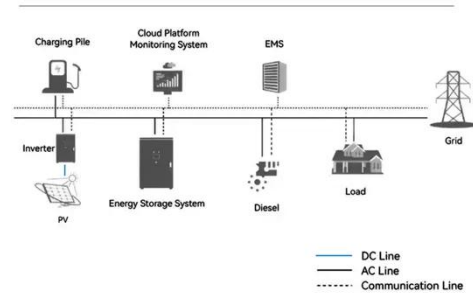 Charging Pile
Cloud Platform
Monitoring System
EMS
Grid
Inverter
PV
Energy Storage System
Diesel
Load
DC Line
AC Line
Communication Line